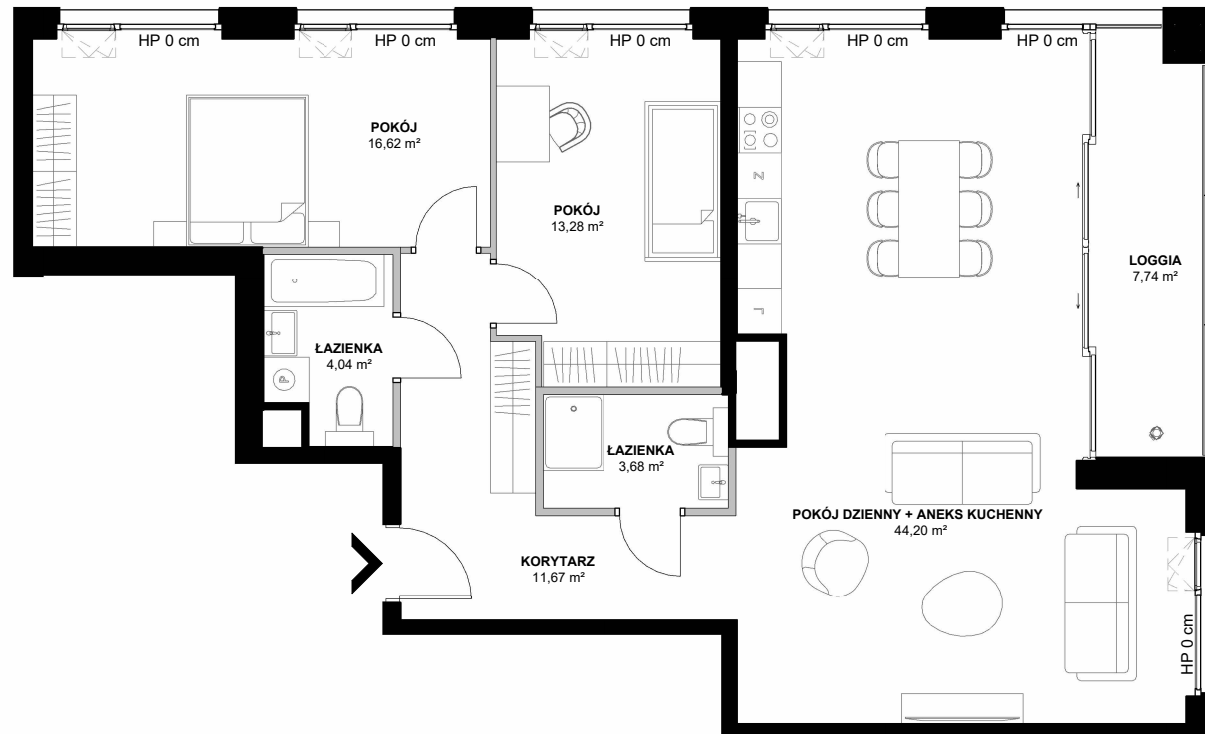 HP 0 cm
HP 0 cm
HP 0 cm
HP 0 cm
HP 0 cm
POKÓJ
16,62 m²
POKÓJ
13,28 m²
Z
LOGGIA
7,74 m²
L
ŁAZIENKA
4,04 m²
P
ŁAZIENKA
3,68 m²
POKÓJ DZIENNY + ANEKS KUCHENNY
44,20 m²
KORYTARZ
11,67 m²
HP 0 cm